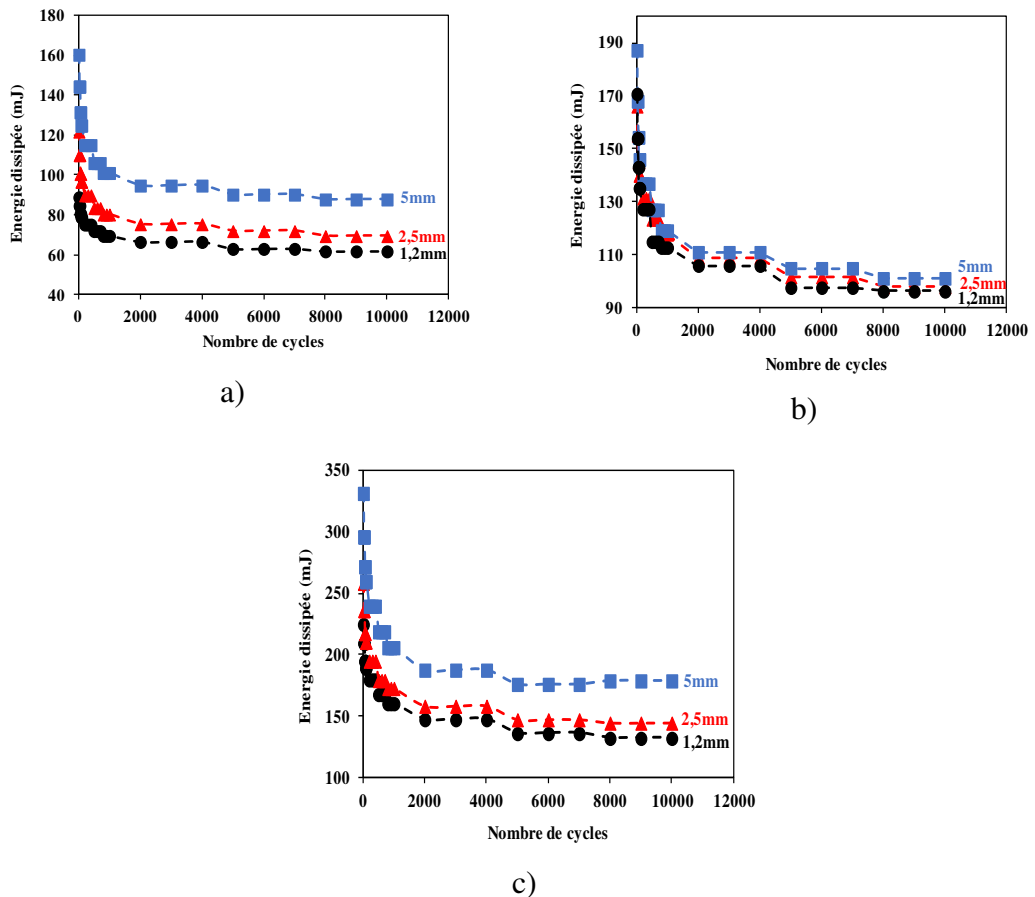 180
160
140
120
100
80
60
40
Energie dissipée (mJ)
5mm
2,5mm
1,2mm
0 2000 4000 6000 8000 10000 12000
Nombre de cycles
a)
190
170
150
130
110
90
Energie dissipée (mJ)
5mm
2,5mm
1,2mm
0 2000 4000 6000 8000 10000 12000
Nombre de cycles
b)
350
300
250
200
150
100
Energie dissipée (mJ)
5mm
2,5mm
1,2mm
0 2000 4000 6000 8000 10000 12000
Nombre de cycles
c)